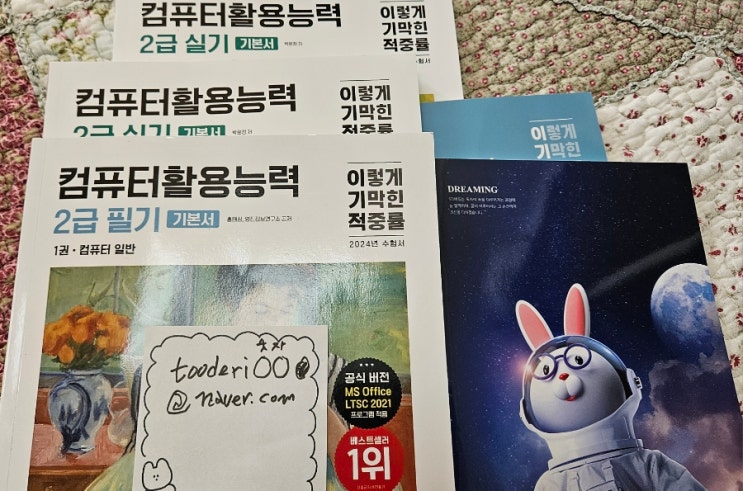 컴퓨터활용능력
2급 실기 기본서
이렇게
기막힌
적중률
수험서
컴퓨터활용능력
2급 실기 기본서
이렇게
기막힌
적중률
이렇게
기막힌
컴퓨터활용능력
2급 필기 기본서
1권 · 컴퓨터 일반
이렇게
기막힌
적중률
2024년 수험서
숫자
tooderi00
@naver.com
공식 버전
MS Office
LTSC 2021
프로그램 적용
베스트셀러
1위
DREAMING